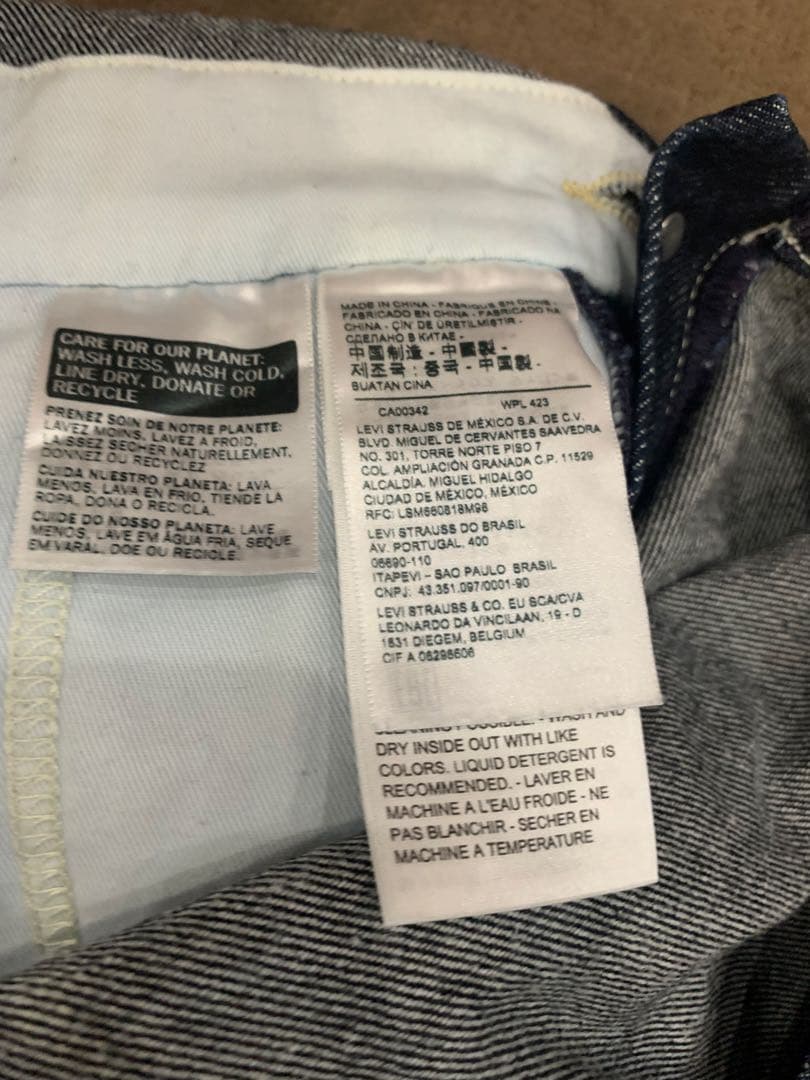 CARE FOR OUR PLANET:
WASH LESS, WASH COLD,
LINE DRY, DONATE OR
RECYCLE
PRENEZ SOIN DE NOTRE PLANETE:
LAVEZ MOINS, LAVEZ A FROID,
LAISSEZ SECHER NATURELLEMENT,
DONNEZ OU RECYCLEZ
CUIDA NUESTRO PLANETA: LAVA
MENOS, LAVA EN FRIO, TIENDE LA
ROPA, DONA O RECICLA.
CUIDE DO NOSSO PLANETA: LAVE
MENOS, LAVE EM ÁGUA FRIA, SEQUE
EM VARAL, DOE OU RECICLE.
MADE IN CHINA - FABRIQUE EN CHINE -
FABRICADO EN CHINA - FABRICADO NA
CHINA - ÇIN' DE ÜRETILMISTIR -
СДЕЛАНО В КИТАЕ -
中国制造 - 中國製 -
제조국 : 중국 - 中国製 -
BUATAN CINA
CA00342 WPL 423
LEVI STRAUSS DE MÉXICO S.A. DE C.V.
BLVD. MIGUEL DE CERVANTES SAAVEDRA
NO. 301, TORRE NORTE PISO 7
COL. AMPLIACIÓN GRANADA C.P. 11529
ALCALDÍA. MIGUEL HIDALGO
CIUDAD DE MÉXICO, MÉXICO
RFC: LSM660818M96
LEVI STRAUSS DO BRASIL
AV. PORTUGAL, 400
06690-110
ITAPEVI - SAO PAULO BRASIL
CNPJ: 43.351.097/0001-90
LEVI STRAUSS & CO. EU SCA/CVA
LEONARDO DA VINCILAAN, 19 - D
1831 DIEGEM, BELGIUM
CIF A 08298606
WASH AND
DRY INSIDE OUT WITH LIKE
COLORS. LIQUID DETERGENT IS
RECOMMENDED. - LAVER EN
MACHINE A L'EAU FROIDE - NE
PAS BLANCHIR - SECHER EN
MACHINE A TEMPERATURE